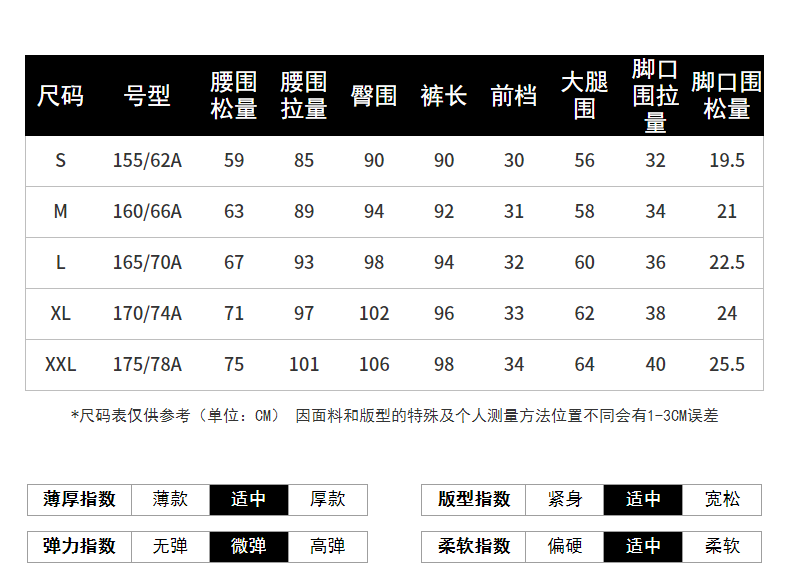 尺码 号型 腰围松量 腰围拉量 臀围 裤长 前档 大腿围 脚口围拉量 脚口围松量
S 155/62A 59 85 90 90 30 56 32 19.5
M 160/66A 63 89 94 92 31 58 34 21
L 165/70A 67 93 98 94 32 60 36 22.5
XL 170/74A 71 97 102 96 33 62 38 24
XXL 175/78A 75 101 106 98 34 64 40 25.5
*尺码表仅供参考（单位：CM） 因面料和版型的特殊及个人测量方法位置不同会有1-3CM误差
薄厚指数 薄款 适中 厚款 版型指数 紧身 适中 宽松
弹力指数 无弹 微弹 高弹 柔软指数 偏硬 适中 柔软